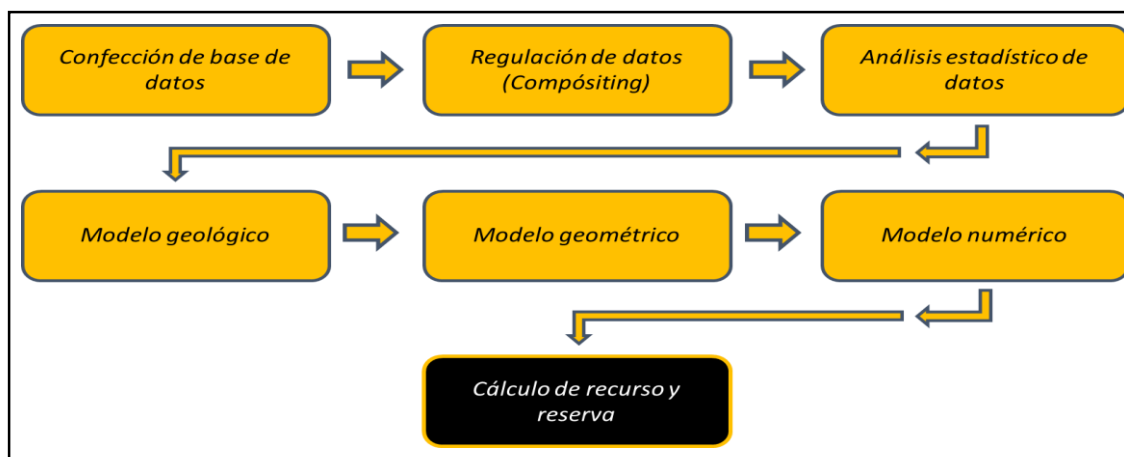 Confección de base de
datos
Regulación de datos
(Compósiting)
Análisis estadístico de
datos
Modelo geológico
Modelo geométrico
Modelo numérico
Cálculo de recurso y
reserva